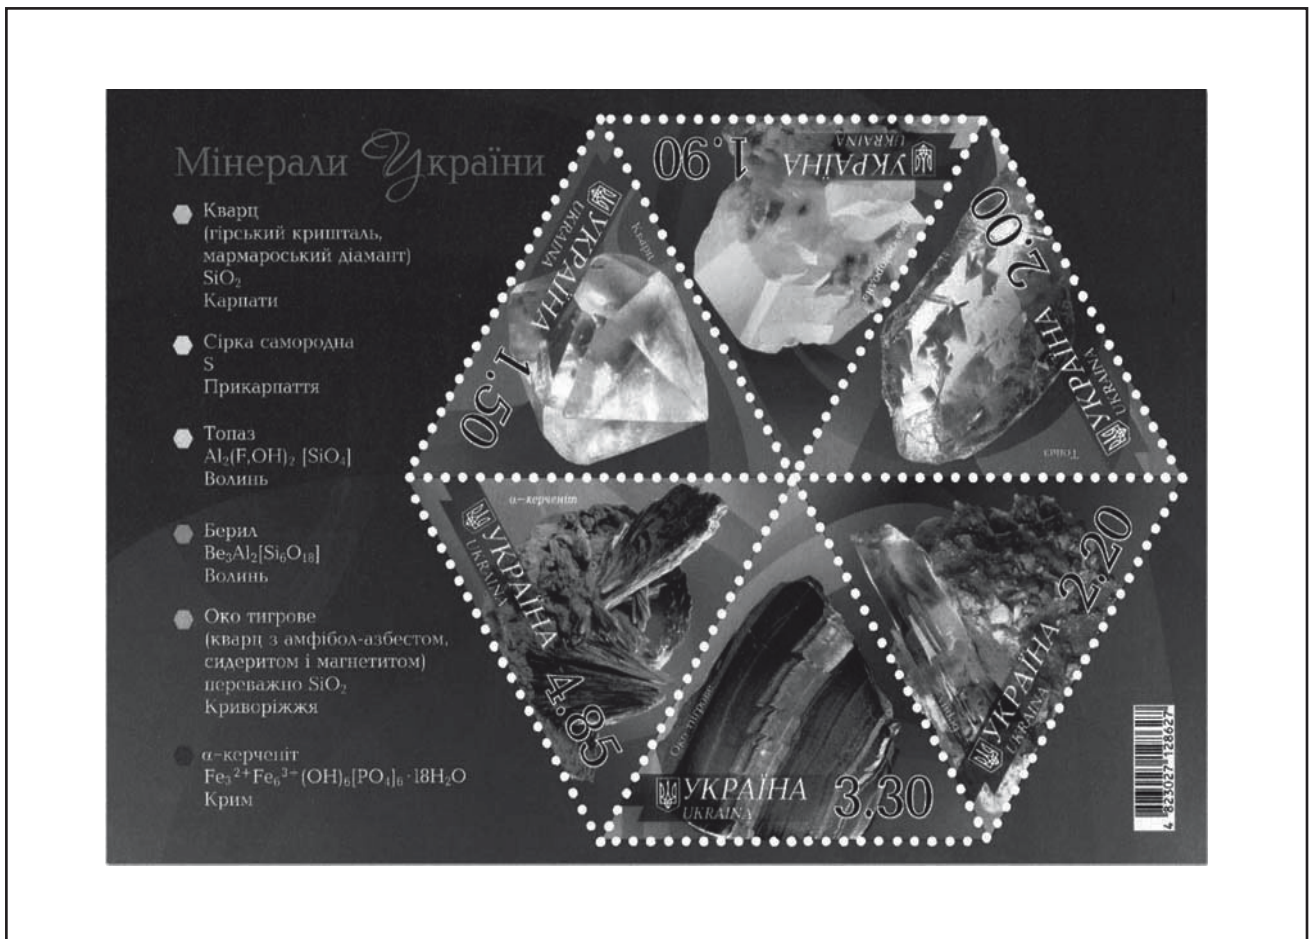 Мінерали України
Кварц
(гірський кришталь,
мармароський діамант)
SiO₂
Карпати
Сірка самородна
S
Прикарпаття
Топаз
Al₂(F,OH)₂ [SiO₄]
Волинь
Берил
Be₃Al₂[Si₆O₁₈]
Волинь
Око тигрове
(кварц з амфібол-азбестом,
сидеритом і магнетитом)
переважно SiO₂
Криворіжжя
α-керченіт
Fe₃²⁺Fe₆³⁺(OH)₆[PO₄]₆·18H₂O
Крим
УКРАЇНА
UKRAINA
Кварц
1.50
УКРАЇНА
UKRAINA
1.90
2.00
УКРАЇНА
UKRAINA
Топаз
α-керченіт
УКРАЇНА
UKRAINA
4.85
Око тигрове
УКРАЇНА
UKRAINA
3.30
2.20
УКРАЇНА
UKRAINA
Берил
4 823027 128627